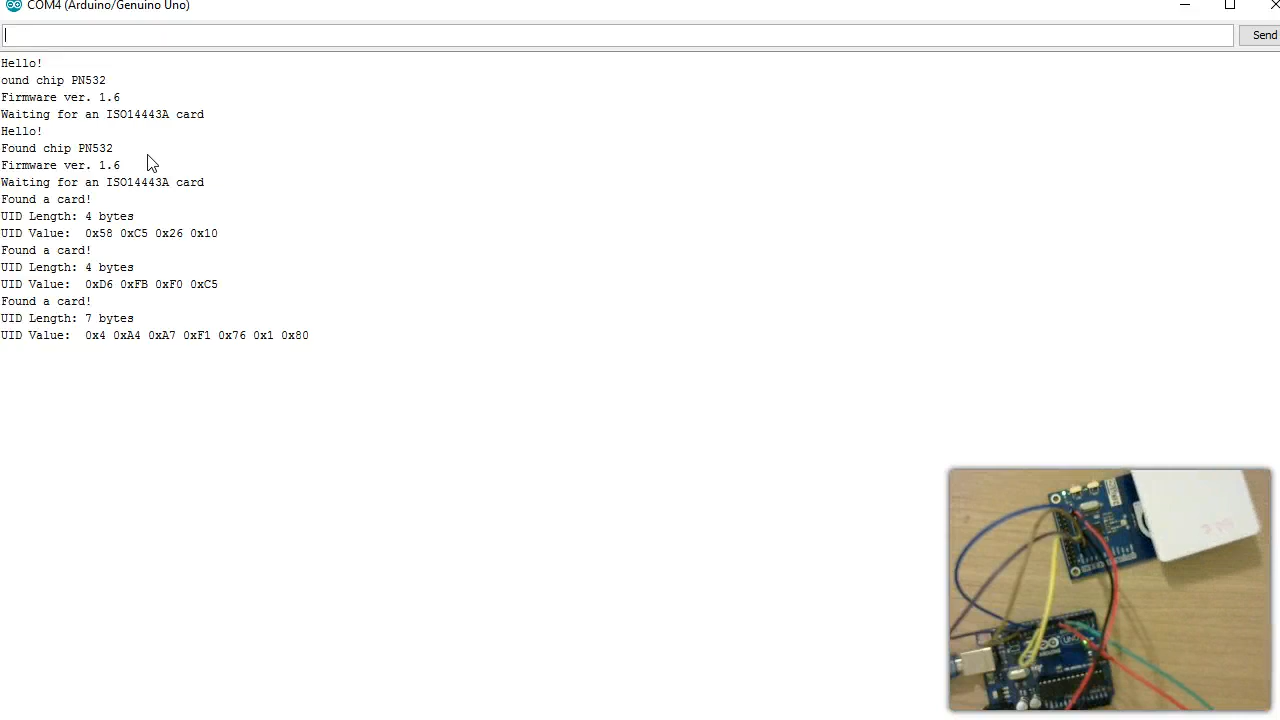 COM4 (Arduino/Genuino Uno)
Send
Hello!
ound chip PN532
Firmware ver. 1.6
Waiting for an ISO14443A card
Hello!
Found chip PN532
Firmware ver. 1.6
Waiting for an ISO14443A card
Found a card!
UID Length: 4 bytes
UID Value:  0x58 0xC5 0x26 0x10
Found a card!
UID Length: 4 bytes
UID Value:  0xD6 0xFB 0xF0 0xC5
Found a card!
UID Length: 7 bytes
UID Value:  0x4 0xA4 0xA7 0xF1 0x76 0x1 0x80
UNO